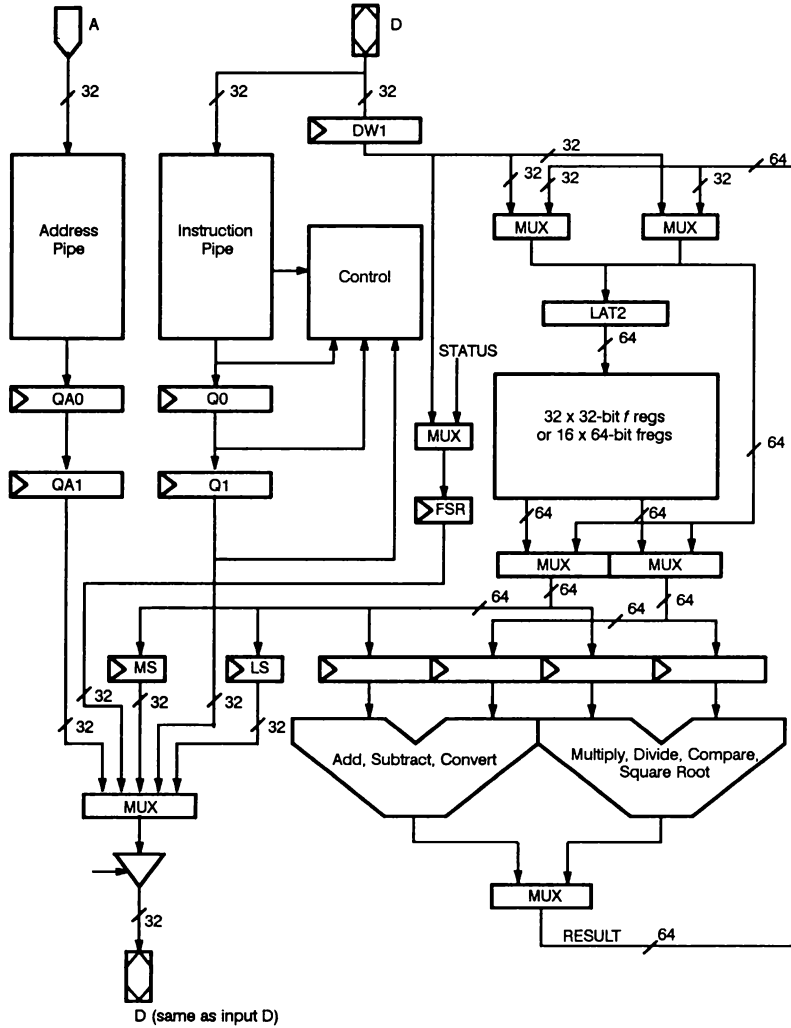 A
D
32
32
32
DW1
32
64
32
32
32
MUX
MUX
Address
Pipe
Instruction
Pipe
Control
LAT2
64
STATUS
32 x 32-bit f regs
or 16 x 64-bit fregs
QA0
Q0
MUX
64
QA1
Q1
FSR
64
64
MUX
MUX
64
64
64
64
MS
LS
32
32
32
32
32
Add, Subtract, Convert
Multiply, Divide, Compare,
Square Root
MUX
MUX
32
RESULT
64
D (same as input D)